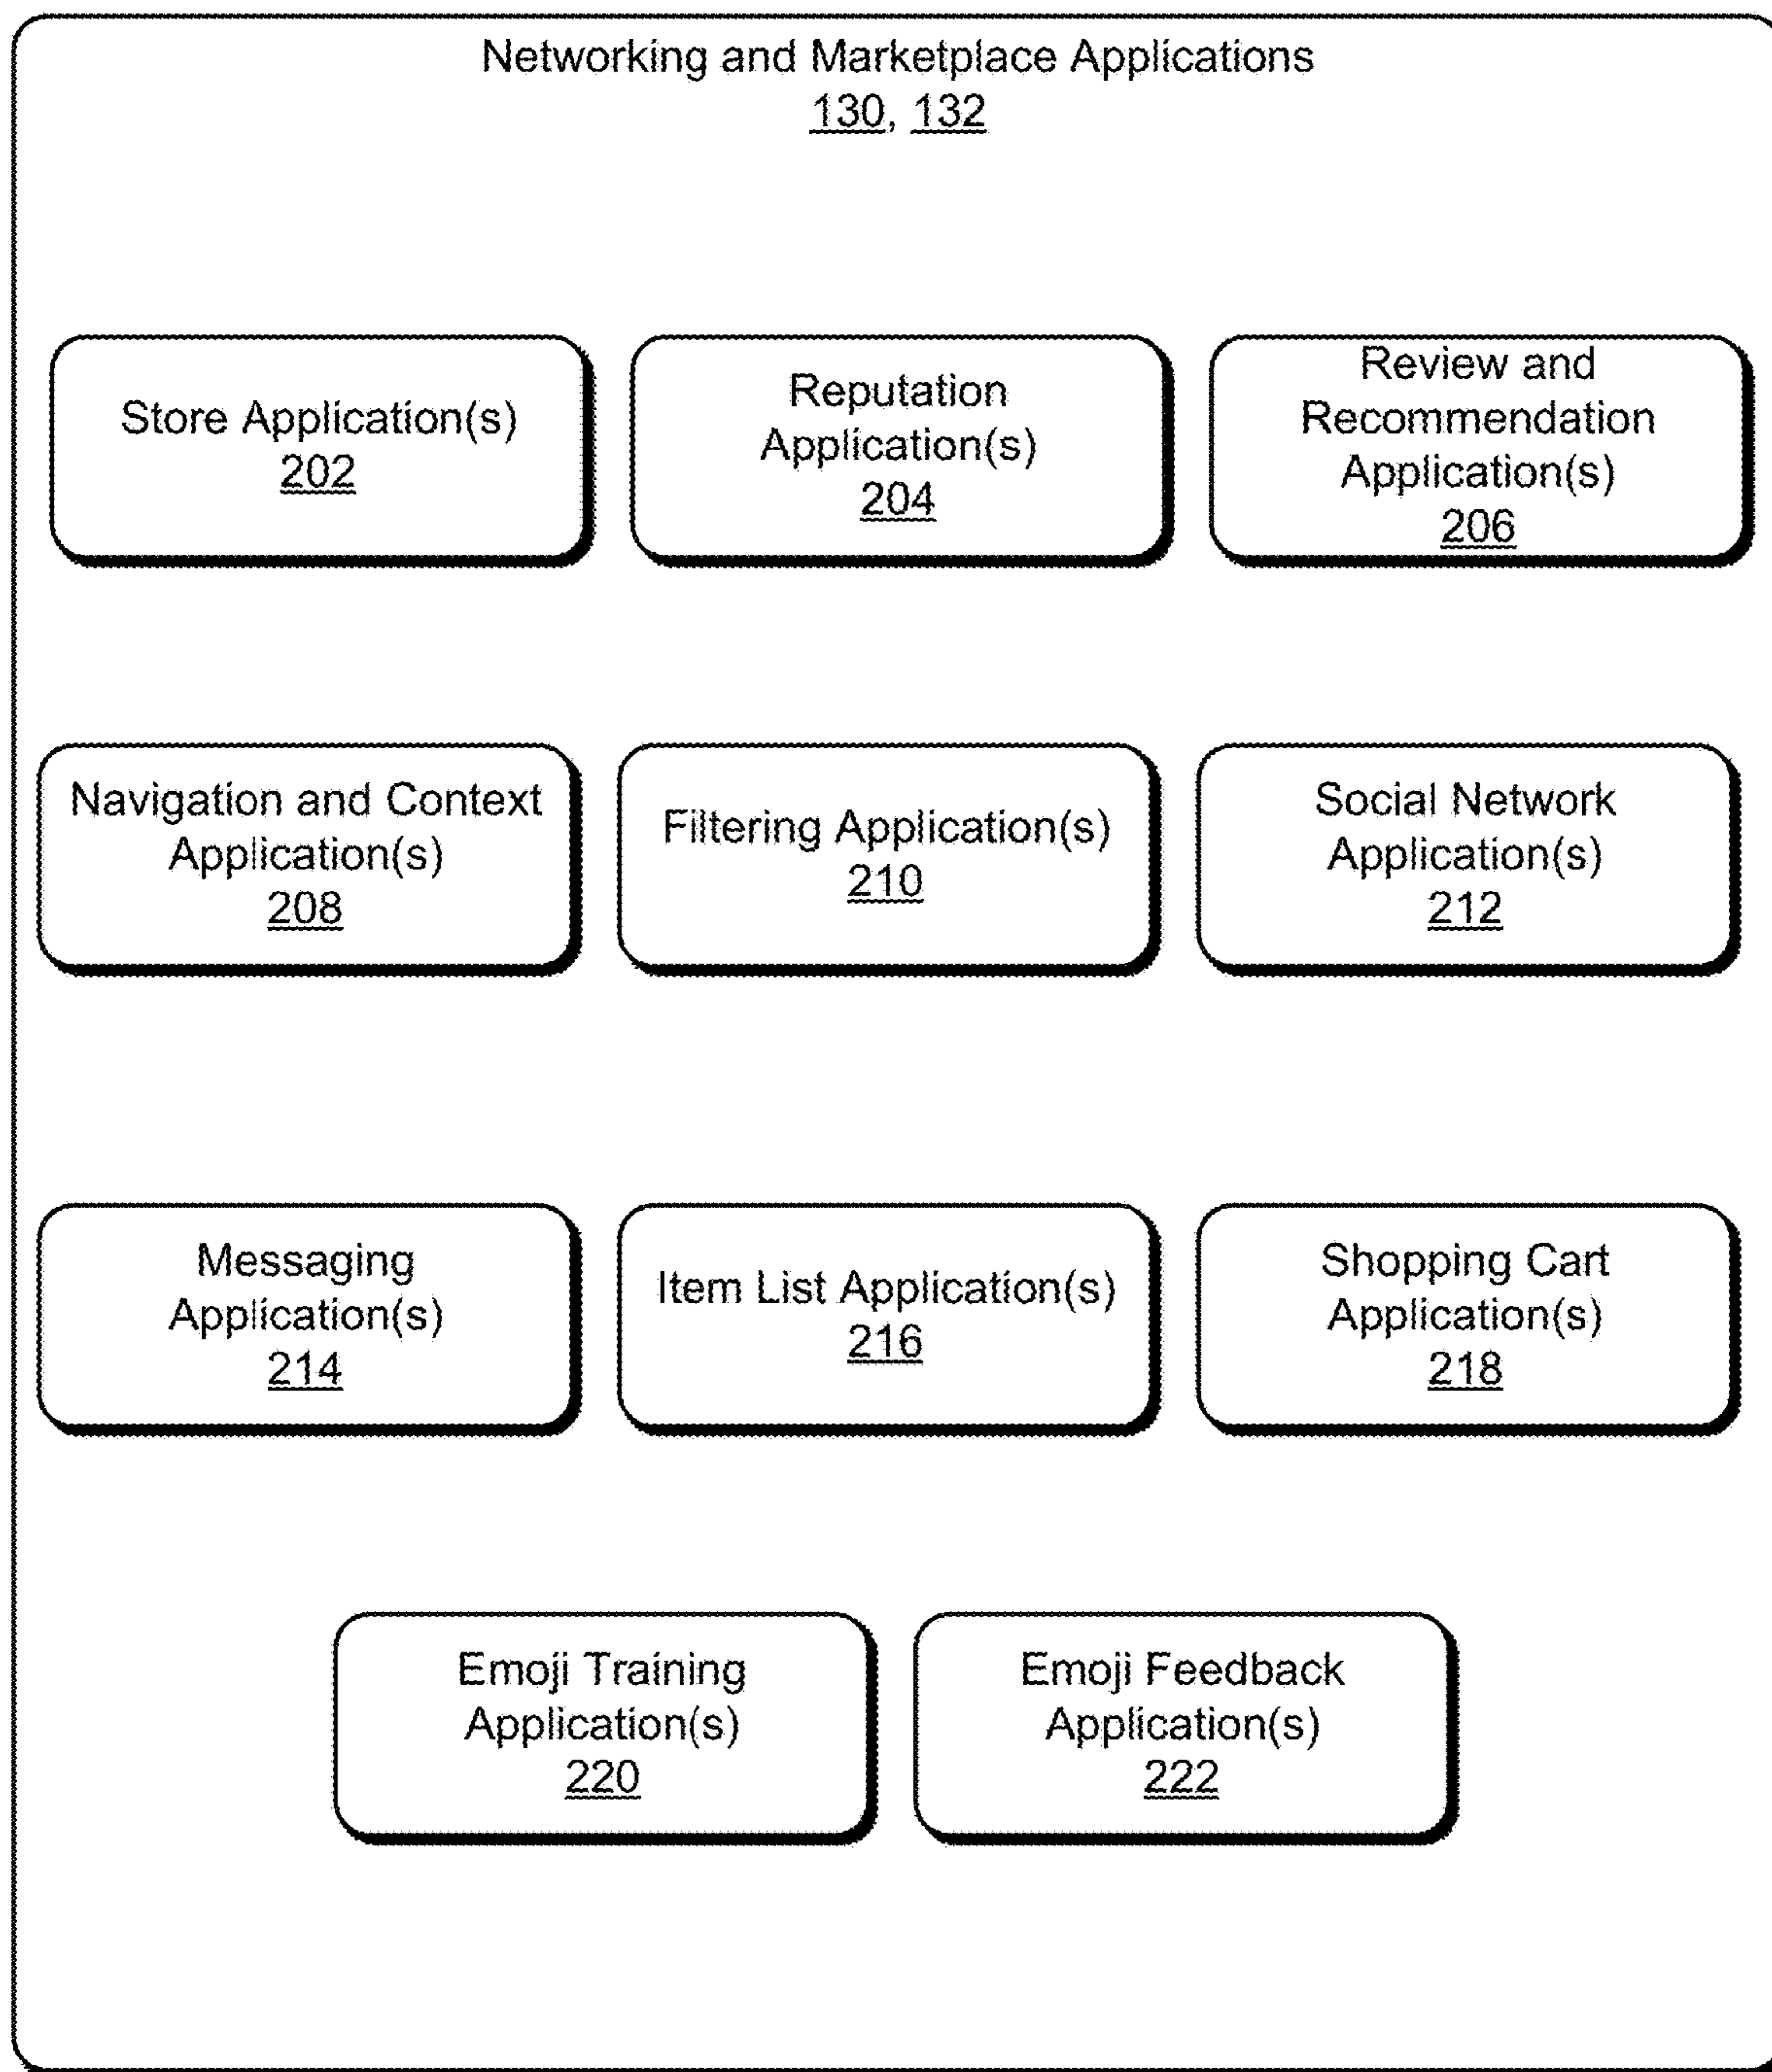 Networking and Marketplace Applications
130, 132
Store Application(s)
202
Reputation
Application(s)
204
Review and
Recommendation
Application(s)
206
Navigation and Context
Application(s)
208
Filtering Application(s)
210
Social Network
Application(s)
212
Messaging
Application(s)
214
Item List Application(s)
216
Shopping Cart
Application(s)
218
Emoji Training
Application(s)
220
Emoji Feedback
Application(s)
222